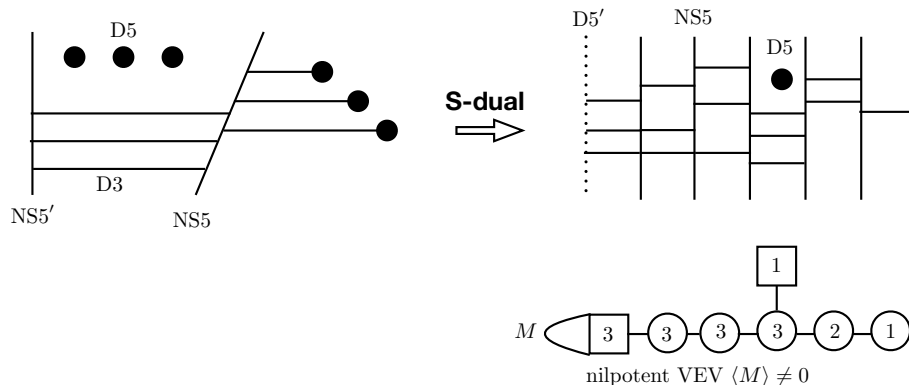 D5
D3
NS5′
NS5
S-dual
D5′
NS5
D5
1
M
3
3
3
3
2
1
nilpotent VEV ⟨M⟩ ≠ 0